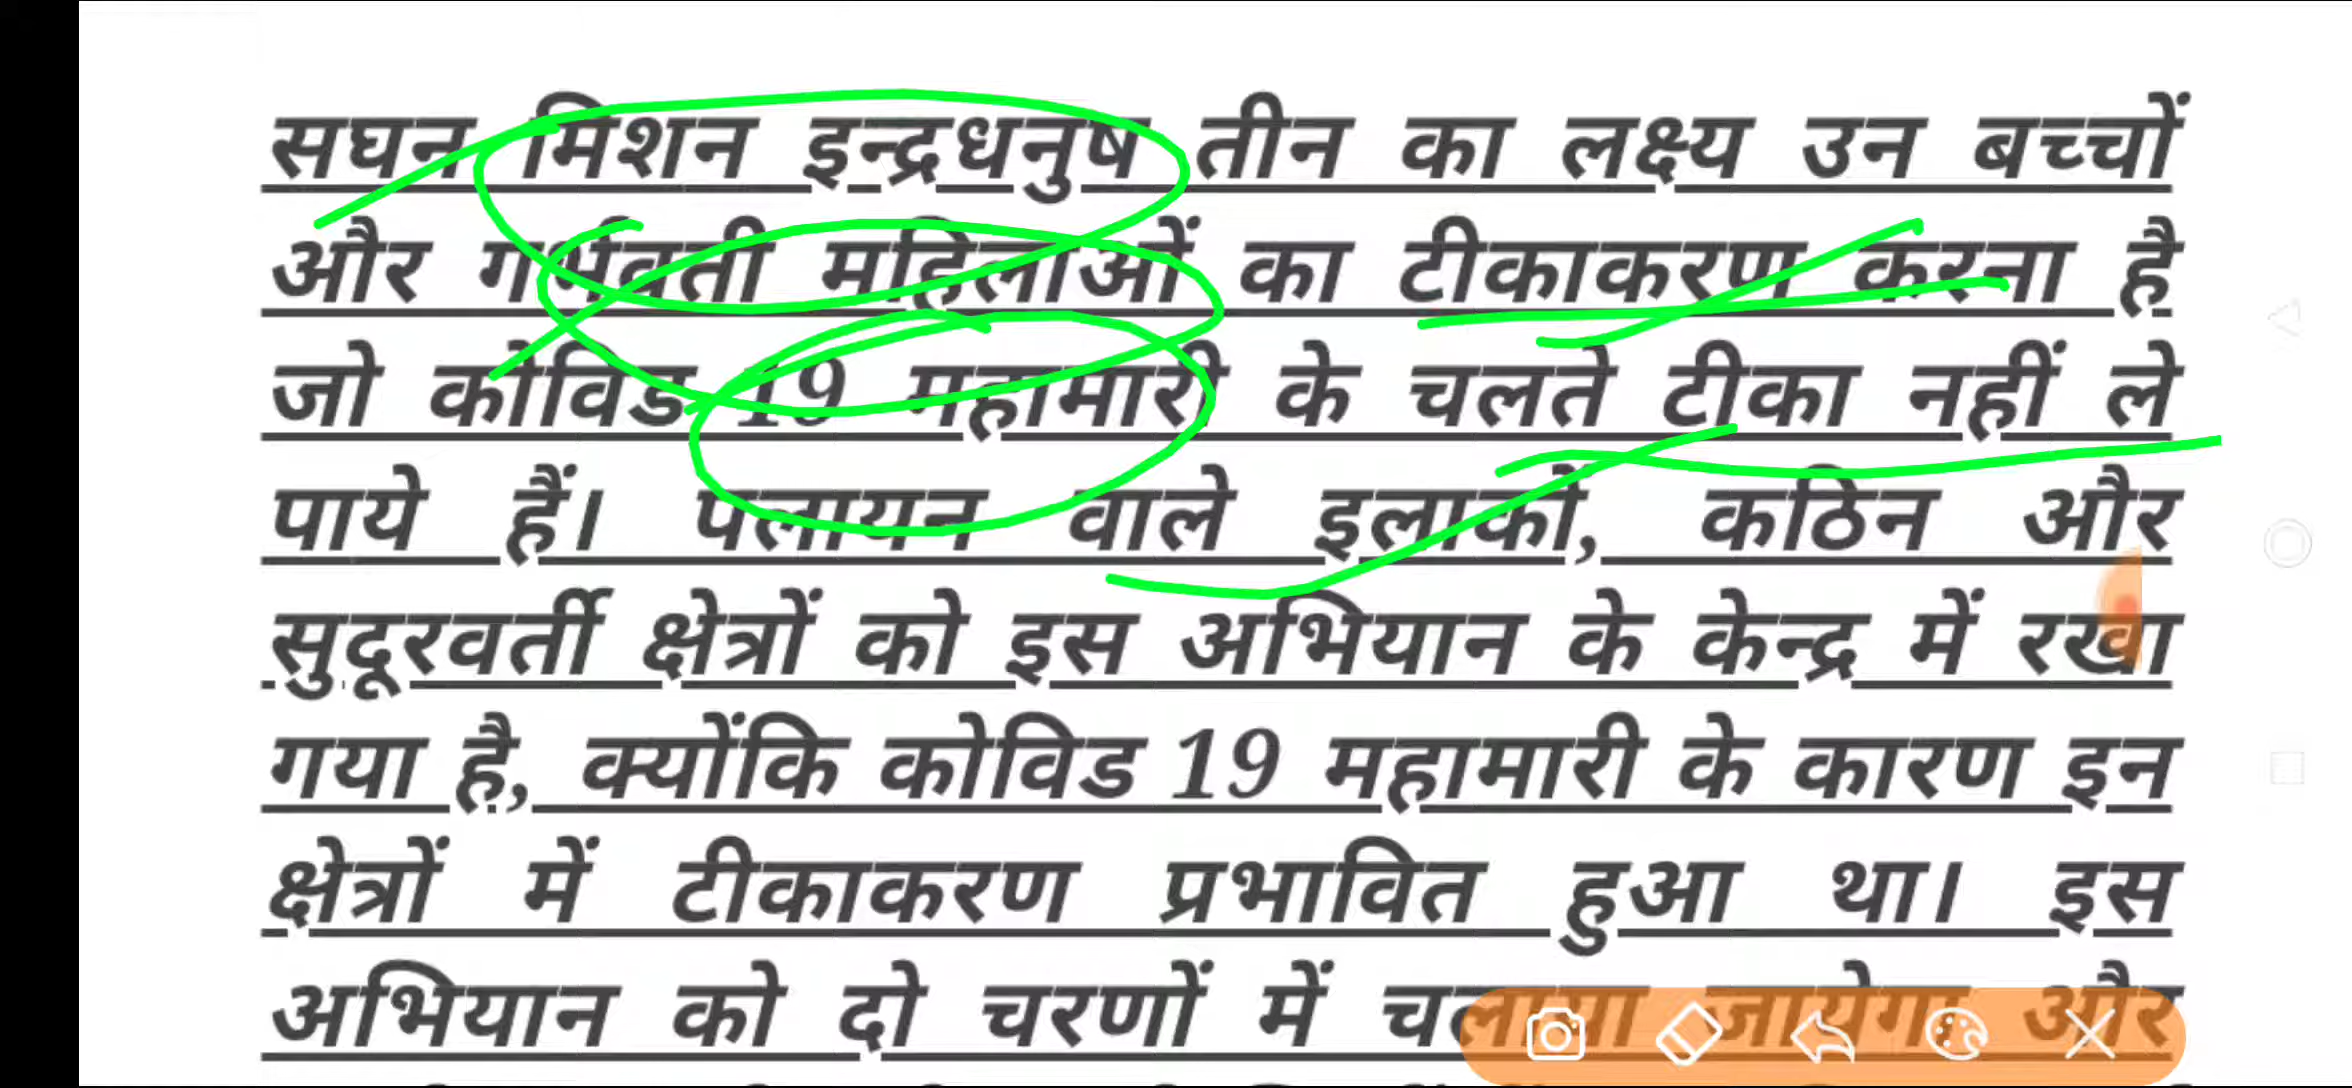 सघन मिशन इन्द्रधनुष तीन का लक्ष्य उन बच्चों
और गर्भवती महिलाओं का टीकाकरण करना है
जो कोविड 19 महामारी के चलते टीका नहीं ले
पाये हैं। पलायन वाले इलाकों, कठिन और
सुदूरवर्ती क्षेत्रों को इस अभियान के केन्द्र में रखा
गया है, क्योंकि कोविड 19 महामारी के कारण इन
क्षेत्रों में टीकाकरण प्रभावित हुआ था। इस
अभियान को दो चरणों में चलाया जायेगा और